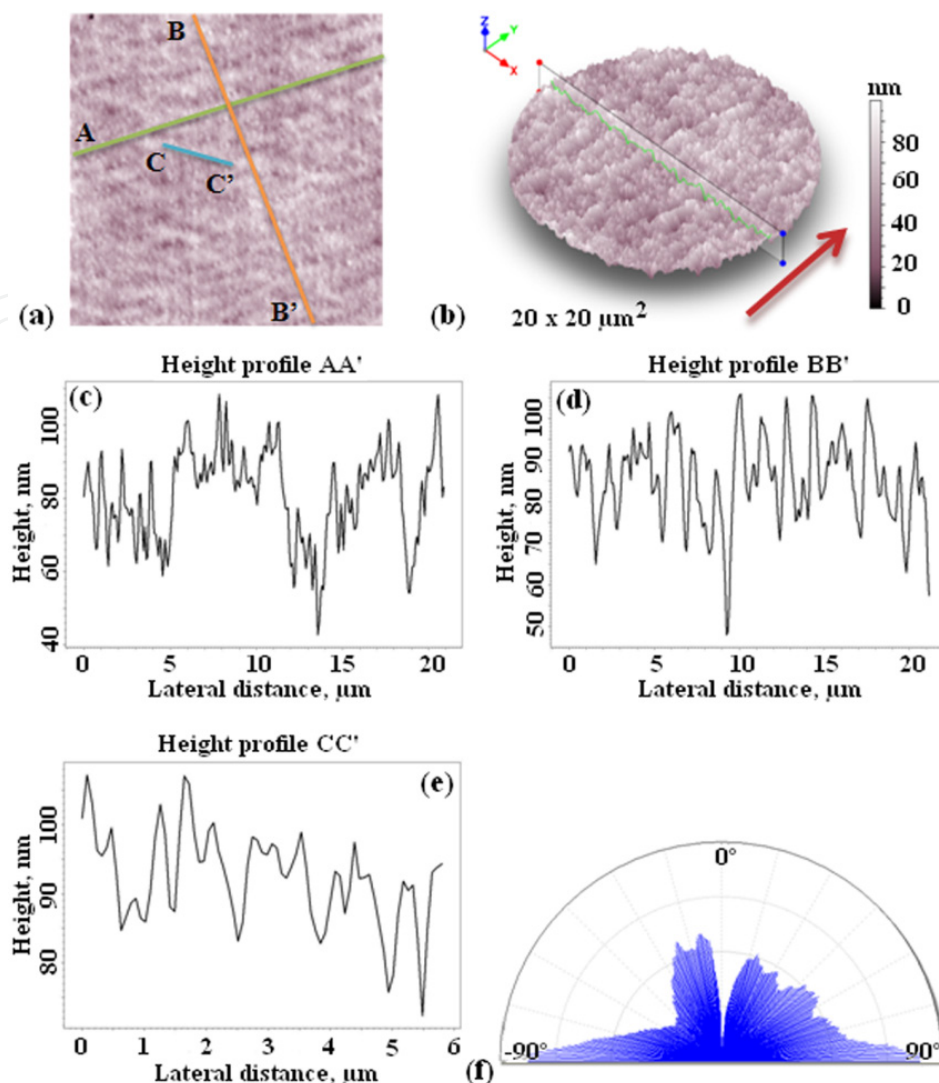 B
A
C
C'
B'
(a)
Z
Y
X
nm
80
60
40
20
0
(b)
20 x 20 µm²
Height profile AA'
(c)
100
80
60
40
Height, nm
0 5 10 15 20
Lateral distance, µm
Height profile BB'
(d)
100
90
80
70
60
50
Height, nm
0 5 10 15 20
Lateral distance, µm
Height profile CC'
(e)
100
90
80
Height, nm
0 1 2 3 4 5 6
Lateral distance, µm
0°
-90° 90°
(f)